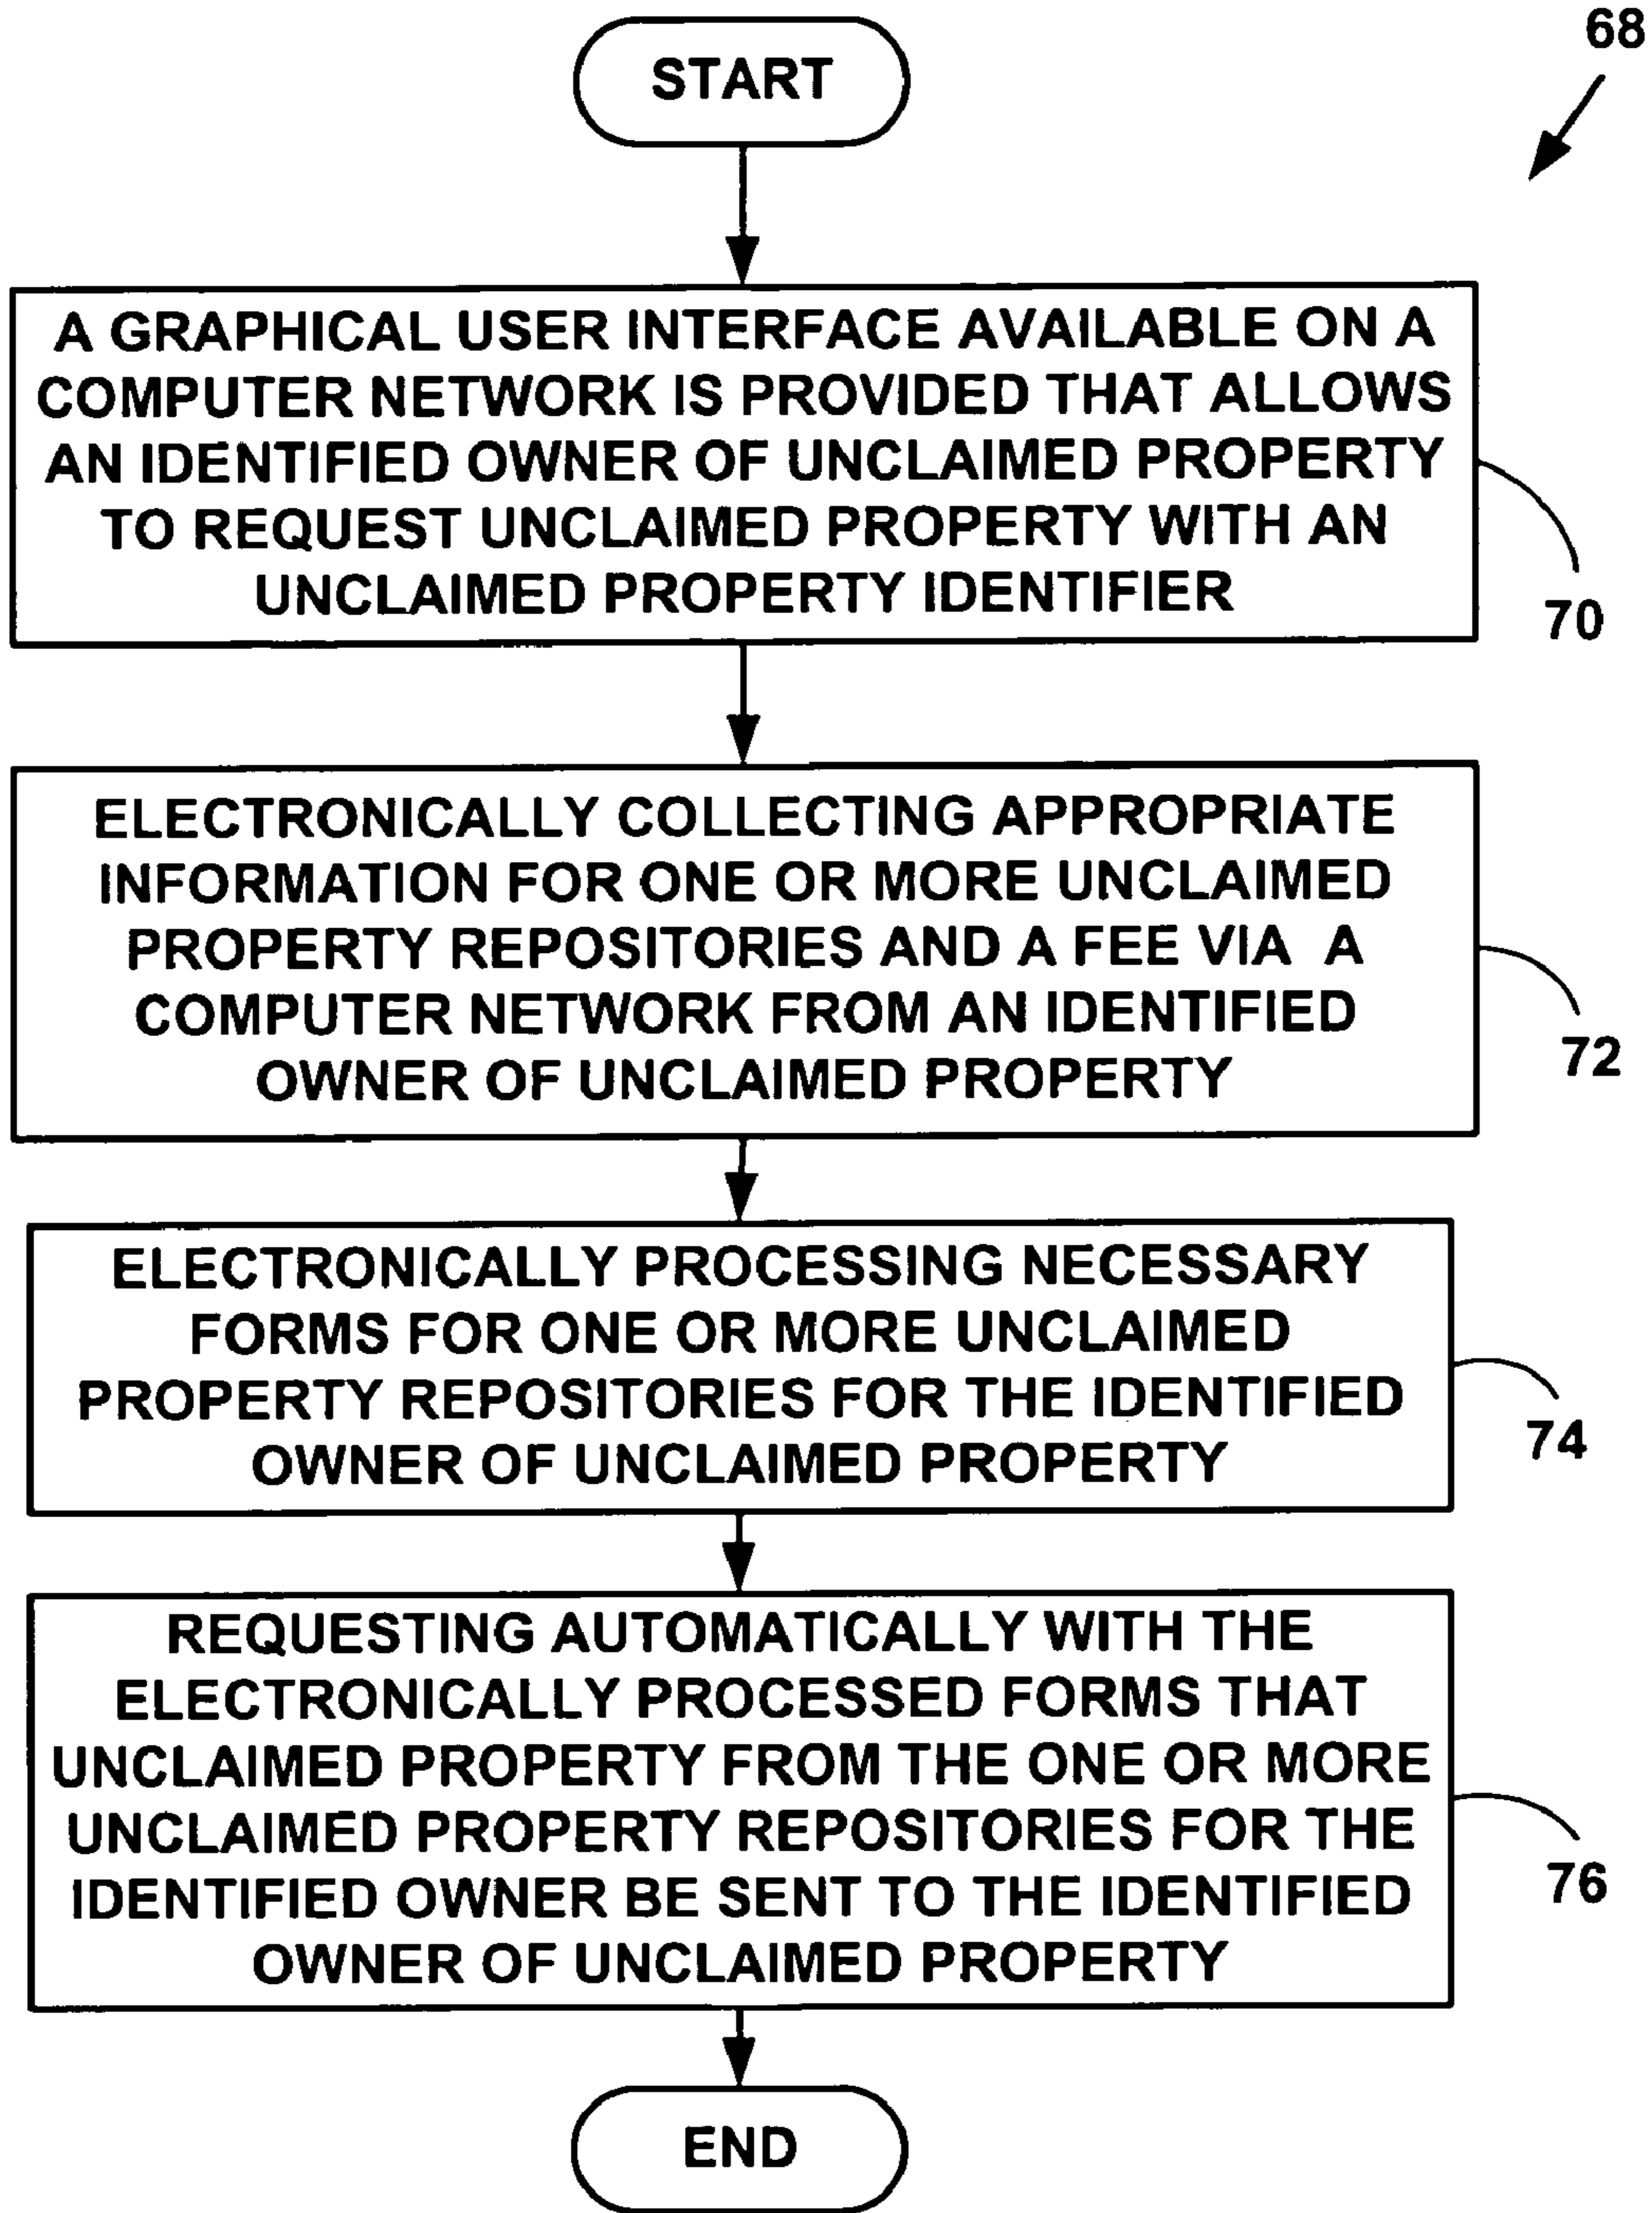 68
START
A GRAPHICAL USER INTERFACE AVAILABLE ON A
COMPUTER NETWORK IS PROVIDED THAT ALLOWS
AN IDENTIFIED OWNER OF UNCLAIMED PROPERTY
TO REQUEST UNCLAIMED PROPERTY WITH AN
UNCLAIMED PROPERTY IDENTIFIER
70
ELECTRONICALLY COLLECTING APPROPRIATE
INFORMATION FOR ONE OR MORE UNCLAIMED
PROPERTY REPOSITORIES AND A FEE VIA A
COMPUTER NETWORK FROM AN IDENTIFIED
OWNER OF UNCLAIMED PROPERTY
72
ELECTRONICALLY PROCESSING NECESSARY
FORMS FOR ONE OR MORE UNCLAIMED
PROPERTY REPOSITORIES FOR THE IDENTIFIED
OWNER OF UNCLAIMED PROPERTY
74
REQUESTING AUTOMATICALLY WITH THE
ELECTRONICALLY PROCESSED FORMS THAT
UNCLAIMED PROPERTY FROM THE ONE OR MORE
UNCLAIMED PROPERTY REPOSITORIES FOR THE
IDENTIFIED OWNER BE SENT TO THE IDENTIFIED
OWNER OF UNCLAIMED PROPERTY
76
END